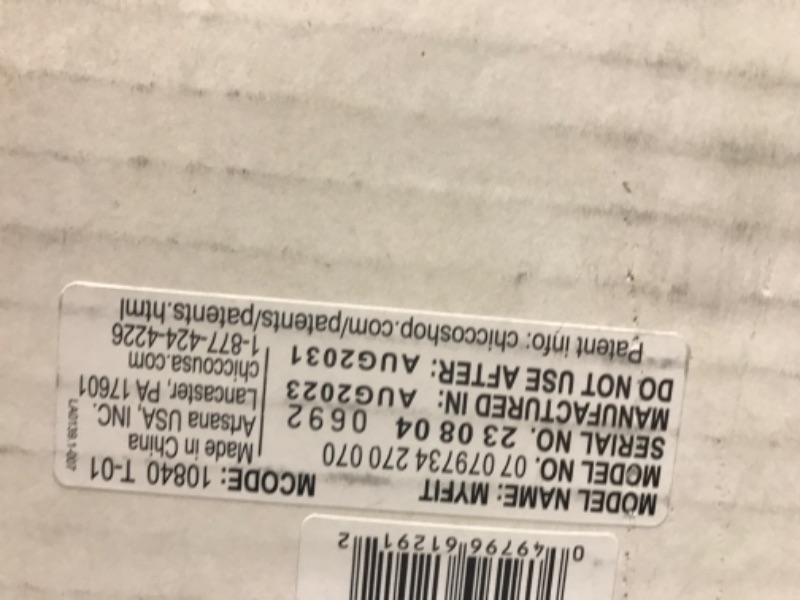 0 49796 61291 2
MODEL NAME: MYFIT
MODEL NO. 07 079734 270 070
SERIAL NO. 23 08 04 0692
MANUFACTURED IN: AUG2023
DO NOT USE AFTER: AUG2031
MCODE: 10840 T-01
Made in China
Artsana USA, INC.
Lancaster, PA 17601
chiccousa.com
1-877-424-4226
Patent info: chiccoshop.com/patents/patents.html